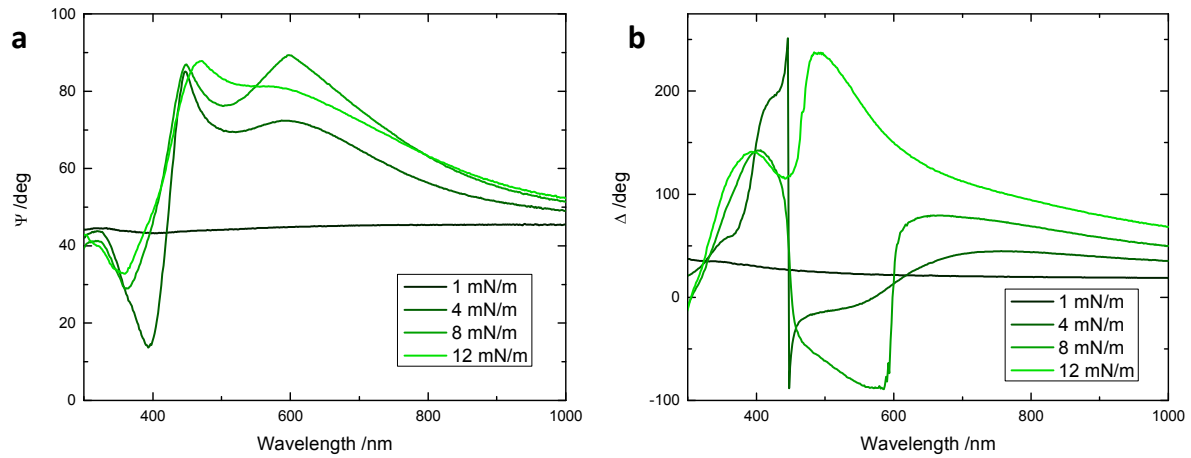 a
100
80
60
40
20
0
Ψ /deg
400 600 800 1000
Wavelength /nm
1 mN/m
4 mN/m
8 mN/m
12 mN/m
b
200
100
0
-100
Δ /deg
400 600 800 1000
Wavelength /nm
1 mN/m
4 mN/m
8 mN/m
12 mN/m